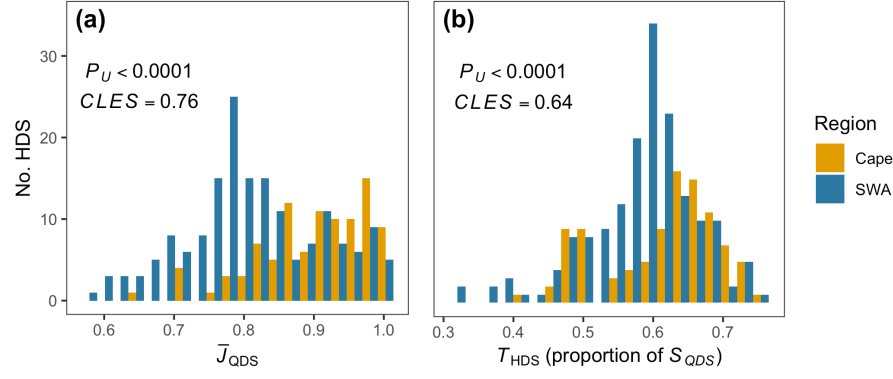 (a)
P_U < 0.0001
CLES = 0.76
No. HDS
30
20
10
0
0.6 0.7 0.8 0.9 1.0
J̅_QDS
(b)
P_U < 0.0001
CLES = 0.64
0.3 0.4 0.5 0.6 0.7
T_HDS (proportion of S_QDS)
Region
Cape
SWA